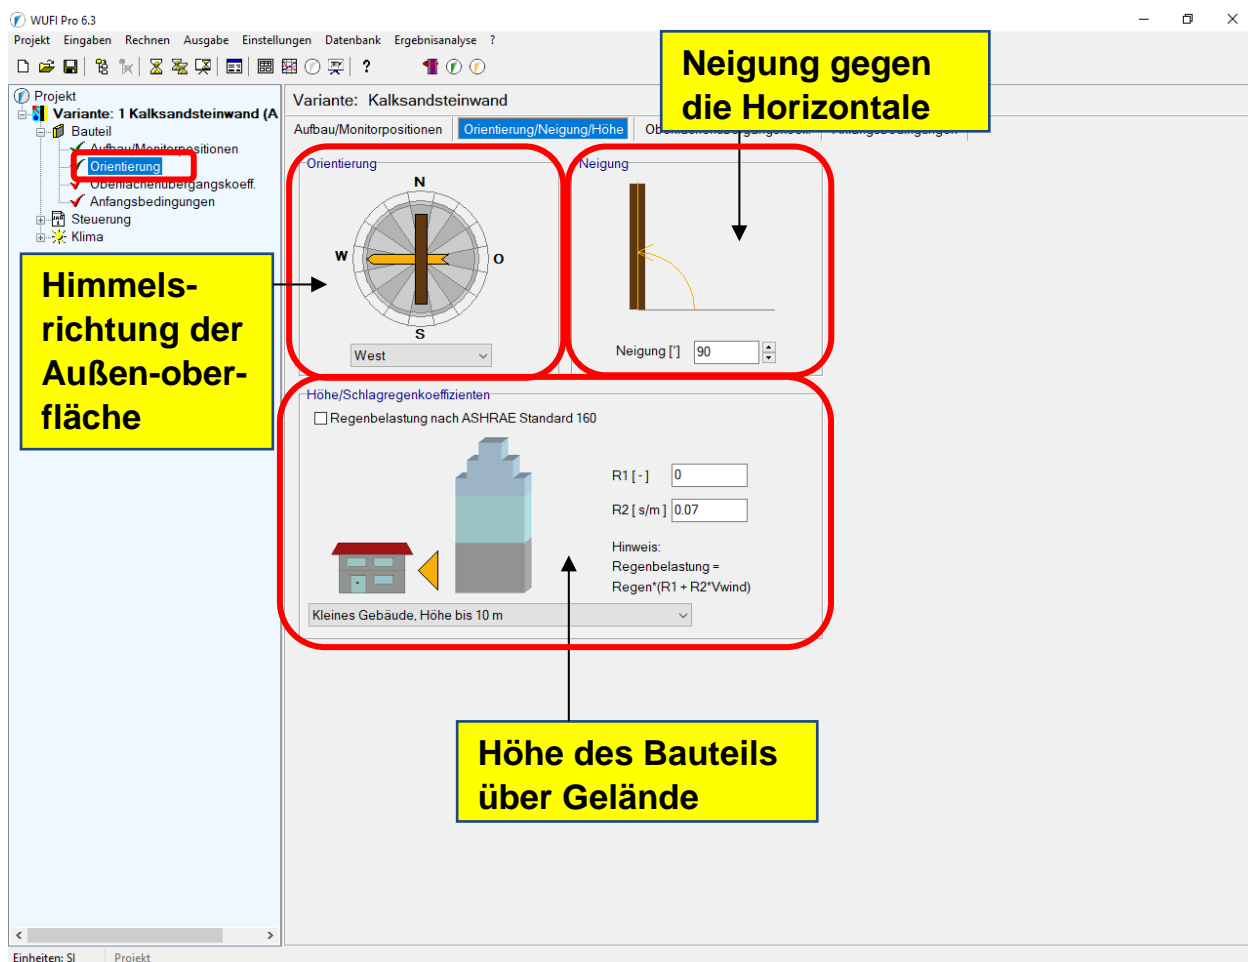 WUFI Pro 6.3
Projekt Eingaben Rechnen Ausgabe Einstellungen Datenbank Ergebnisanalyse ?
Neigung gegen
die Horizontale
Projekt
Variante: 1 Kalksandsteinwand (A
Bauteil
Aufbau/Monitorpositionen
Orientierung
Oberflächenübergangskoeff.
Anfangsbedingungen
Steuerung
Klima
Variante: Kalksandsteinwand
Aufbau/Monitorpositionen Orientierung/Neigung/Höhe
Orientierung
N
W
O
S
West
Neigung
Neigung [°] 90
Himmels-
richtung der
Außen-ober-
fläche
Höhe/Schlagregenkoeffizienten
Regenbelastung nach ASHRAE Standard 160
R1 [ - ] 0
R2 [ s/m ] 0.07
Hinweis:
Regenbelastung =
Regen*(R1 + R2*Vwind)
Kleines Gebäude, Höhe bis 10 m
Höhe des Bauteils
über Gelände
Einheiten: SI Projekt